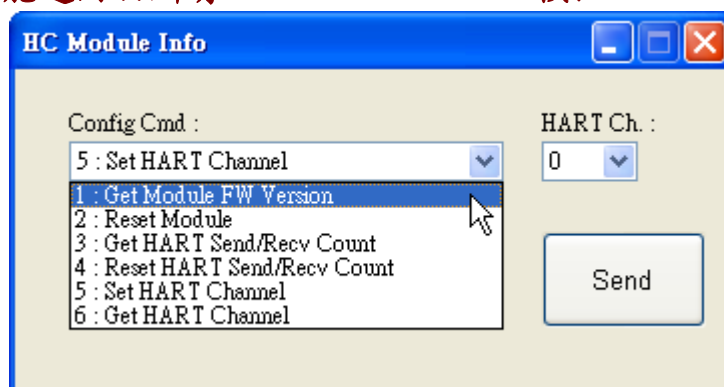 HC Module Info
Config Cmd :
HART Ch. :
5 : Set HART Channel
0
1 : Get Module FW Version
2 : Reset Module
3 : Get HART Send/Recv Count
4 : Reset HART Send/Recv Count
5 : Set HART Channel
6 : Get HART Channel
Send